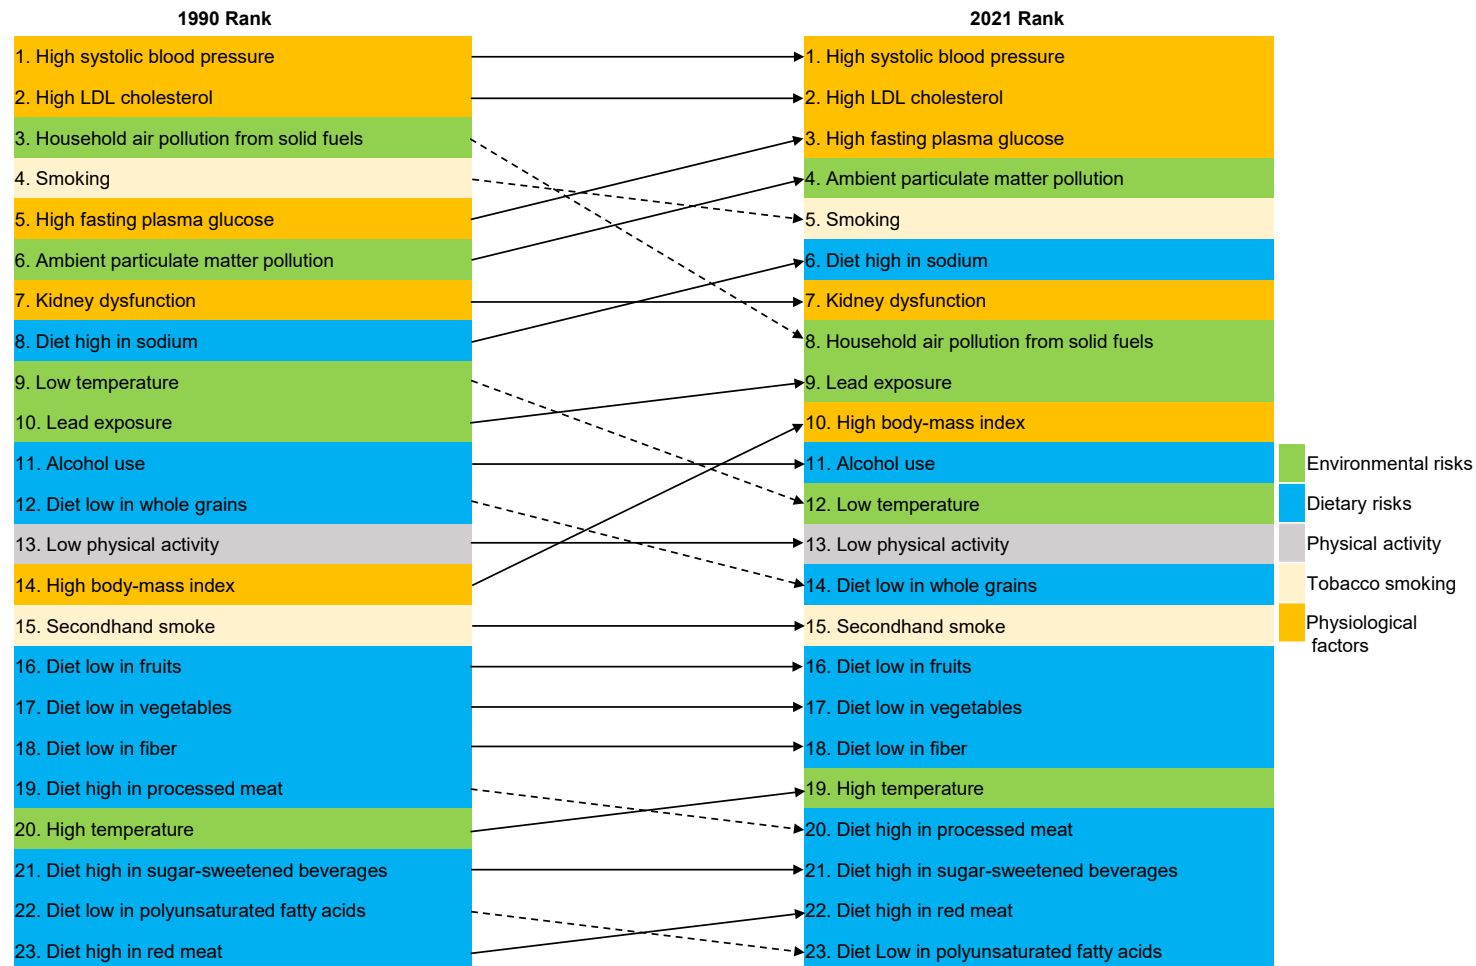 1990 Rank
1. High systolic blood pressure
2. High LDL cholesterol
3. Household air pollution from solid fuels
4. Smoking
5. High fasting plasma glucose
6. Ambient particulate matter pollution
7. Kidney dysfunction
8. Diet high in sodium
9. Low temperature
10. Lead exposure
11. Alcohol use
12. Diet low in whole grains
13. Low physical activity
14. High body-mass index
15. Secondhand smoke
16. Diet low in fruits
17. Diet low in vegetables
18. Diet low in fiber
19. Diet high in processed meat
20. High temperature
21. Diet high in sugar-sweetened beverages
22. Diet low in polyunsaturated fatty acids
23. Diet high in red meat
2021 Rank
1. High systolic blood pressure
2. High LDL cholesterol
3. High fasting plasma glucose
4. Ambient particulate matter pollution
5. Smoking
6. Diet high in sodium
7. Kidney dysfunction
8. Household air pollution from solid fuels
9. Lead exposure
10. High body-mass index
11. Alcohol use
12. Low temperature
13. Low physical activity
14. Diet low in whole grains
15. Secondhand smoke
16. Diet low in fruits
17. Diet low in vegetables
18. Diet low in fiber
19. High temperature
20. Diet high in processed meat
21. Diet high in sugar-sweetened beverages
22. Diet high in red meat
23. Diet Low in polyunsaturated fatty acids
Environmental risks
Dietary risks
Physical activity
Tobacco smoking
Physiological
factors